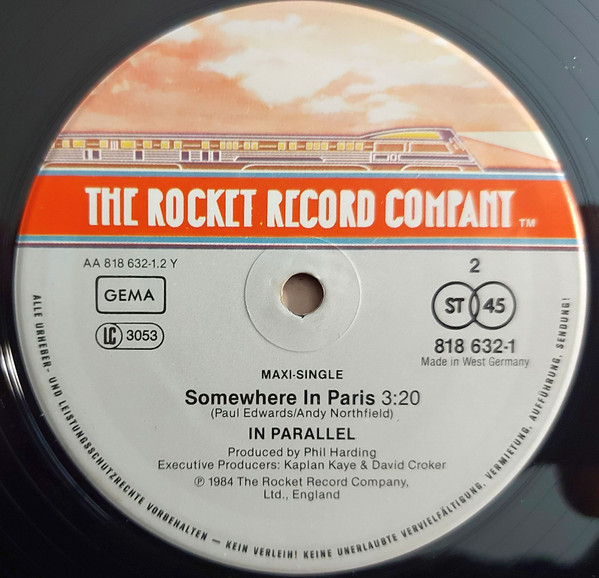 THE ROCKET RECORD COMPANY TM
AA 818 632-1.2 Y
GEMA
LC 3053
2
ST 45
818 632-1
Made in West Germany
MAXI-SINGLE
Somewhere In Paris 3:20
(Paul Edwards/Andy Northfield)
IN PARALLEL
Produced by Phil Harding
Executive Producers: Kaplan Kaye & David Croker
℗ 1984 The Rocket Record Company,
Ltd., England
ALLE URHEBER- UND LEISTUNGSSCHUTZRECHTE VORBEHALTEN — KEIN VERLEIH! KEINE UNERLAUBTE VERVIELFÄLTIGUNG, VERMIETUNG, AUFFÜHRUNG, SENDUNG!